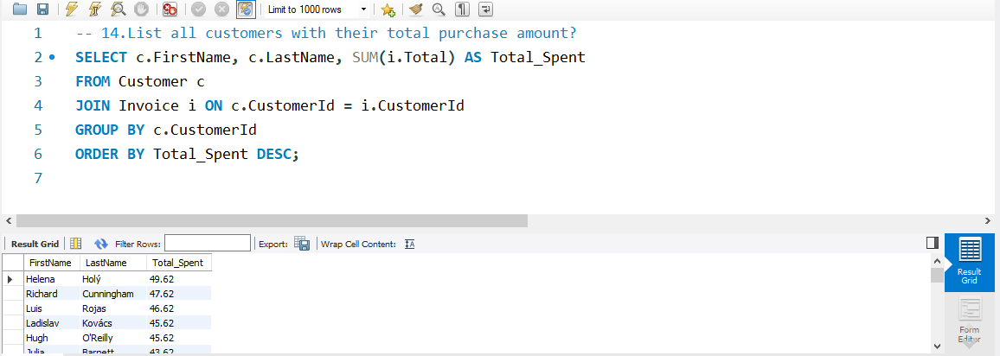 Limit to 1000 rows
1 -- 14.List all customers with their total purchase amount?
2 SELECT c.FirstName, c.LastName, SUM(i.Total) AS Total_Spent
3 FROM Customer c
4 JOIN Invoice i ON c.CustomerId = i.CustomerId
5 GROUP BY c.CustomerId
6 ORDER BY Total_Spent DESC;
7
Result Grid Filter Rows: Export: Wrap Cell Content: IA
FirstName LastName Total_Spent
Helena Holý 49.62
Richard Cunningham 47.62
Luis Rojas 46.62
Ladislav Kovács 45.62
Hugh O'Reilly 45.62
Julia Barnett 43.62
Result
Grid
Form
Editor